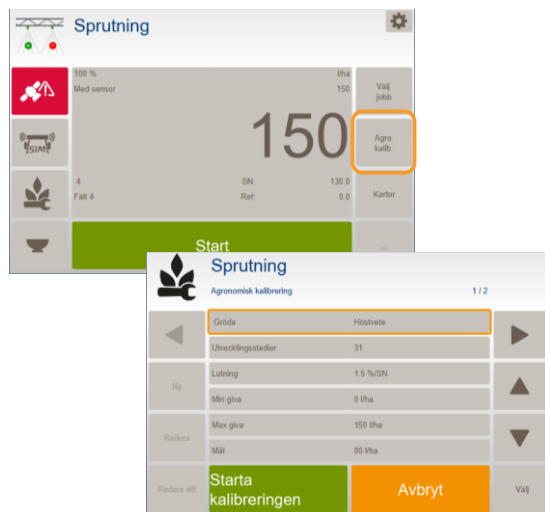 Sprutning
100 %
l/ha
Med sensor
150
Välj
jobb
150
SIM
Agro.
kalib.
4
SN:
130.0
Fält 4
Ref:
0.0
Kartor
Start
...
Sprutning
Agronomisk kalibrering
1 / 2
Gröda
Höstvete
Utvecklingsstadier
31
Ny
Lutning
1.5 %/SN
Min giva
0 l/ha
Radera
Max giva
150 l/ha
Mål
80 l/ha
Radera allt
Starta
kalibreringen
Avbryt
Välj